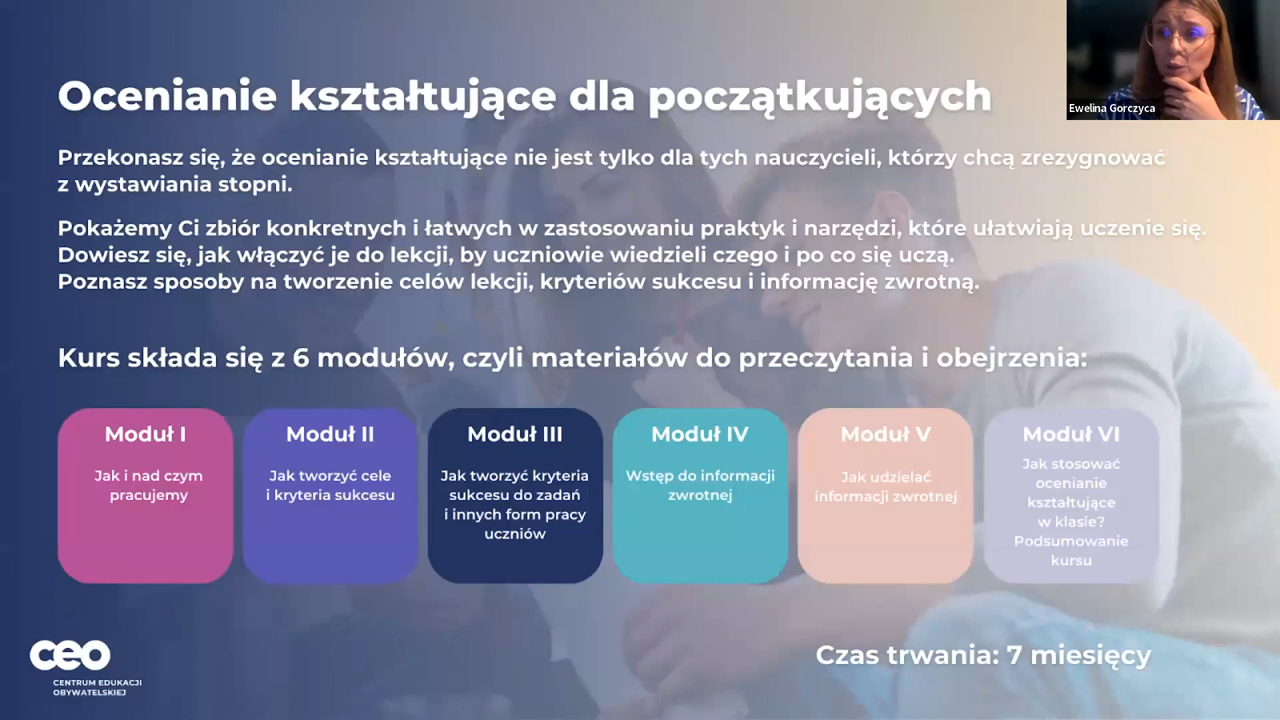 Ewelina Gorczyca
Ocenianie kształtujące dla początkujących
Przekonasz się, że ocenianie kształtujące nie jest tylko dla tych nauczycieli, którzy chcą zrezygnować
z wystawiania stopni.
Pokażemy Ci zbiór konkretnych i łatwych w zastosowaniu praktyk i narzędzi, które ułatwiają uczenie się.
Dowiesz się, jak włączyć je do lekcji, by uczniowie wiedzieli czego i po co się uczą.
Poznasz sposoby na tworzenie celów lekcji, kryteriów sukcesu i informację zwrotną.
Kurs składa się z 6 modułów, czyli materiałów do przeczytania i obejrzenia:
Moduł I
Jak i nad czym
pracujemy
Moduł II
Jak tworzyć cele
i kryteria sukcesu
Moduł III
Jak tworzyć kryteria
sukcesu do zadań
i innych form pracy
uczniów
Moduł IV
Wstęp do informacji
zwrotnej
Moduł V
Jak udzielać
informacji zwrotnej
Moduł VI
Jak stosować
ocenianie
kształtujące
w klasie?
Podsumowanie
kursu
ceo
CENTRUM EDUKACJI
OBYWATELSKIEJ
Czas trwania: 7 miesięcy